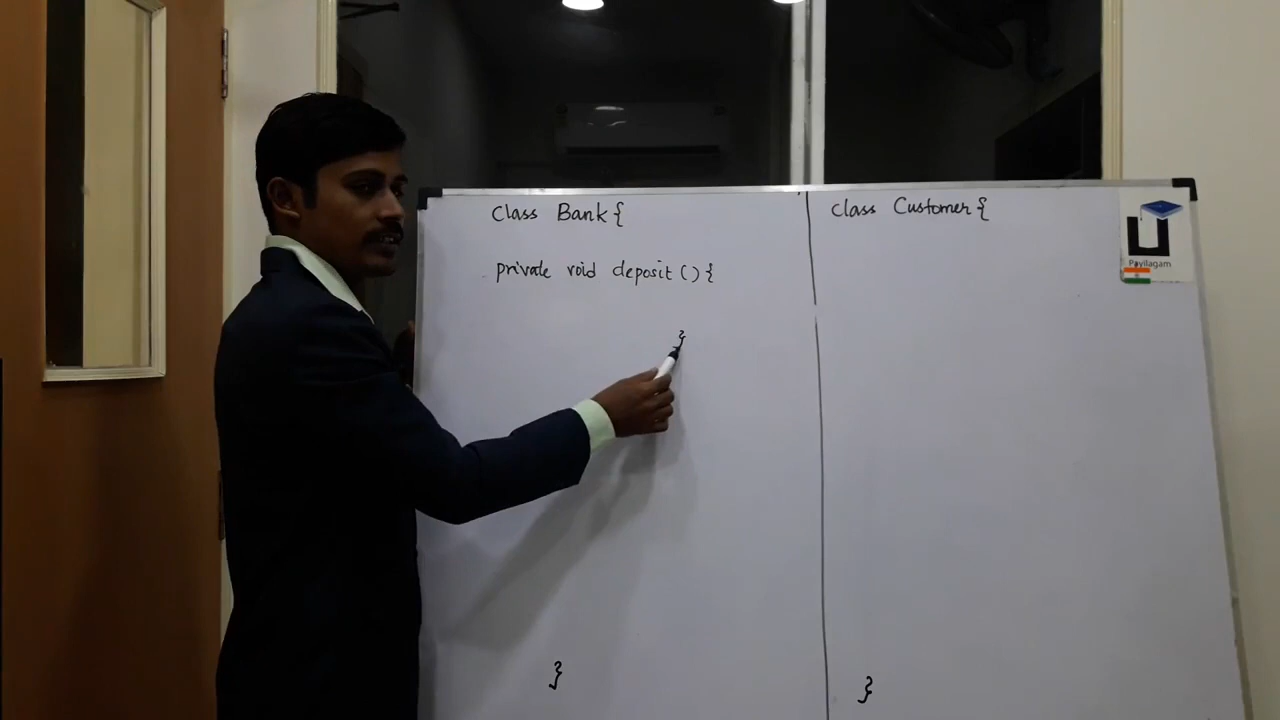 class Bank{
private void deposit(){
}
}
class Customer{
}
Payilagam